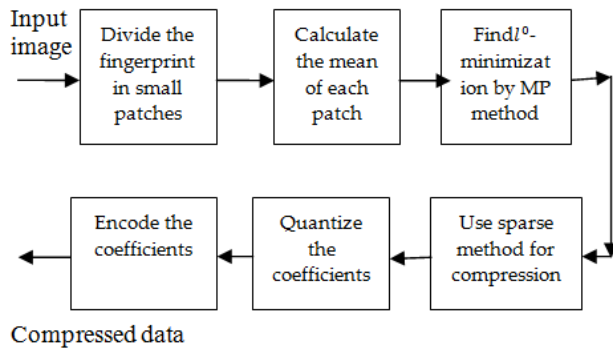 Input
image
Divide the
fingerprint
in small
patches
Calculate
the mean
of each
patch
Find l⁰-
minimizat
ion by MP
method
Encode the
coefficients
Quantize
the
coefficients
Use sparse
method for
compression
Compressed data